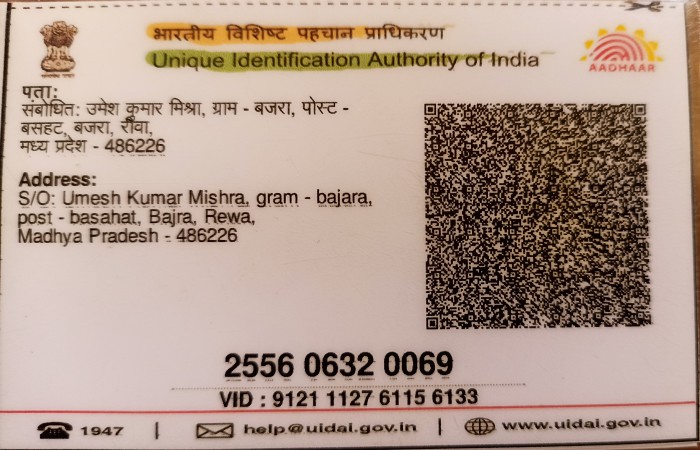 भारतीय विशिष्ट पहचान प्राधिकरण
Unique Identification Authority of India
AADHAAR
पता:
संबोधित: उमेश कुमार मिश्रा, ग्राम - बजरा, पोस्ट -
बसहट, बजरा, रीवा,
मध्य प्रदेश - 486226
Address:
S/O: Umesh Kumar Mishra, gram - bajara,
post - basahat, Bajra, Rewa,
Madhya Pradesh - 486226
2556 0632 0069
VID : 9121 1127 6115 6133
1947 | help@uidai.gov.in | www.uidai.gov.in